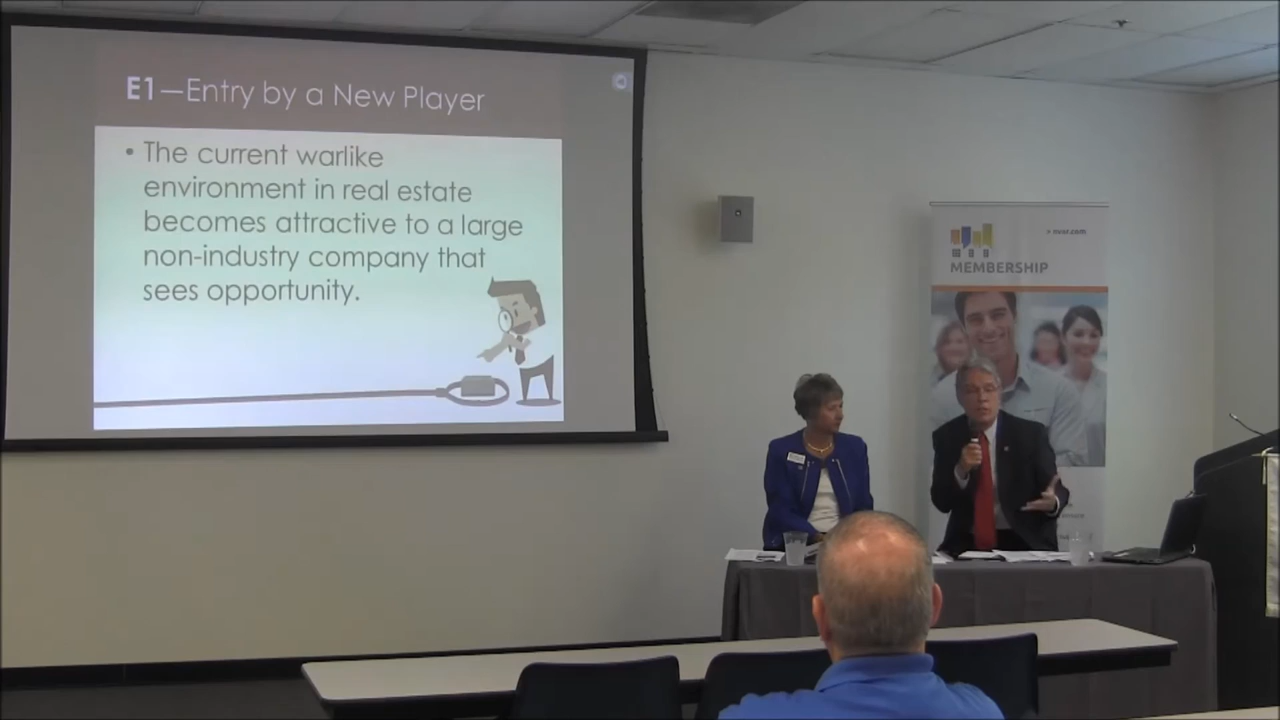 E1—Entry by a New Player
• The current warlike
environment in real estate
becomes attractive to a large
non-industry company that
sees opportunity.
MEMBERSHIP